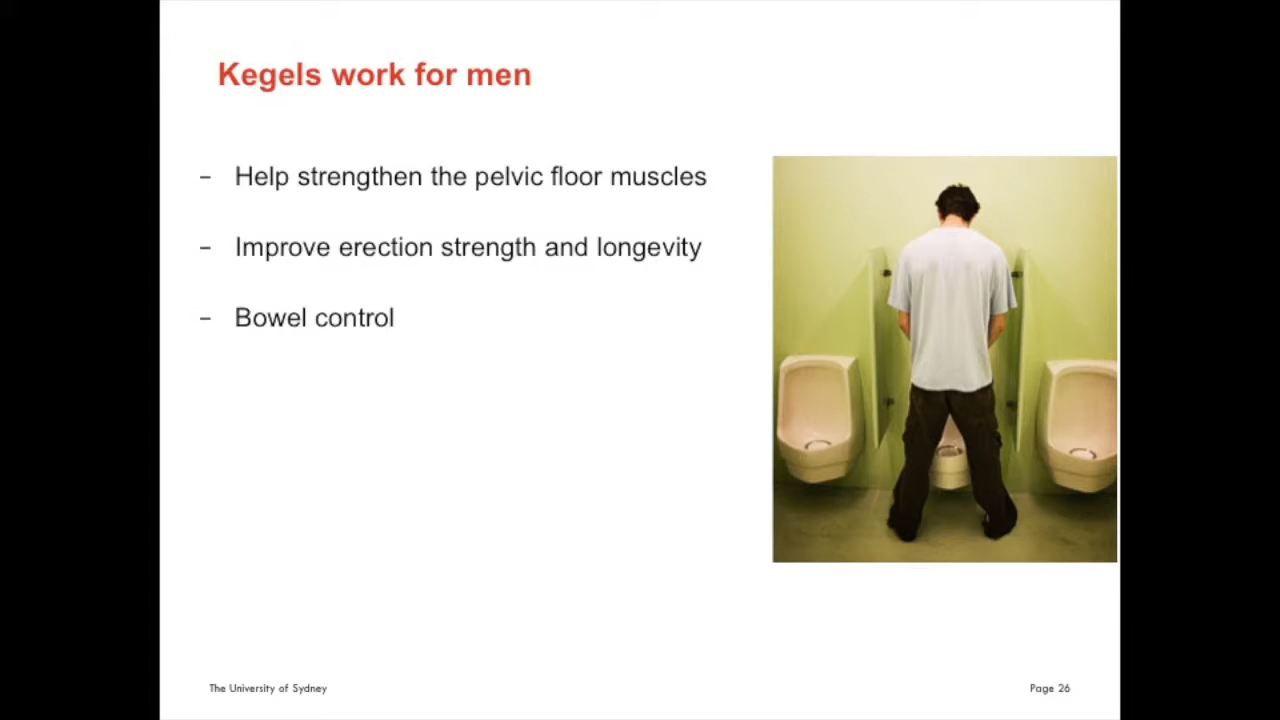 Kegels work for men
– Help strengthen the pelvic floor muscles
– Improve erection strength and longevity
– Bowel control
The University of Sydney
Page 26